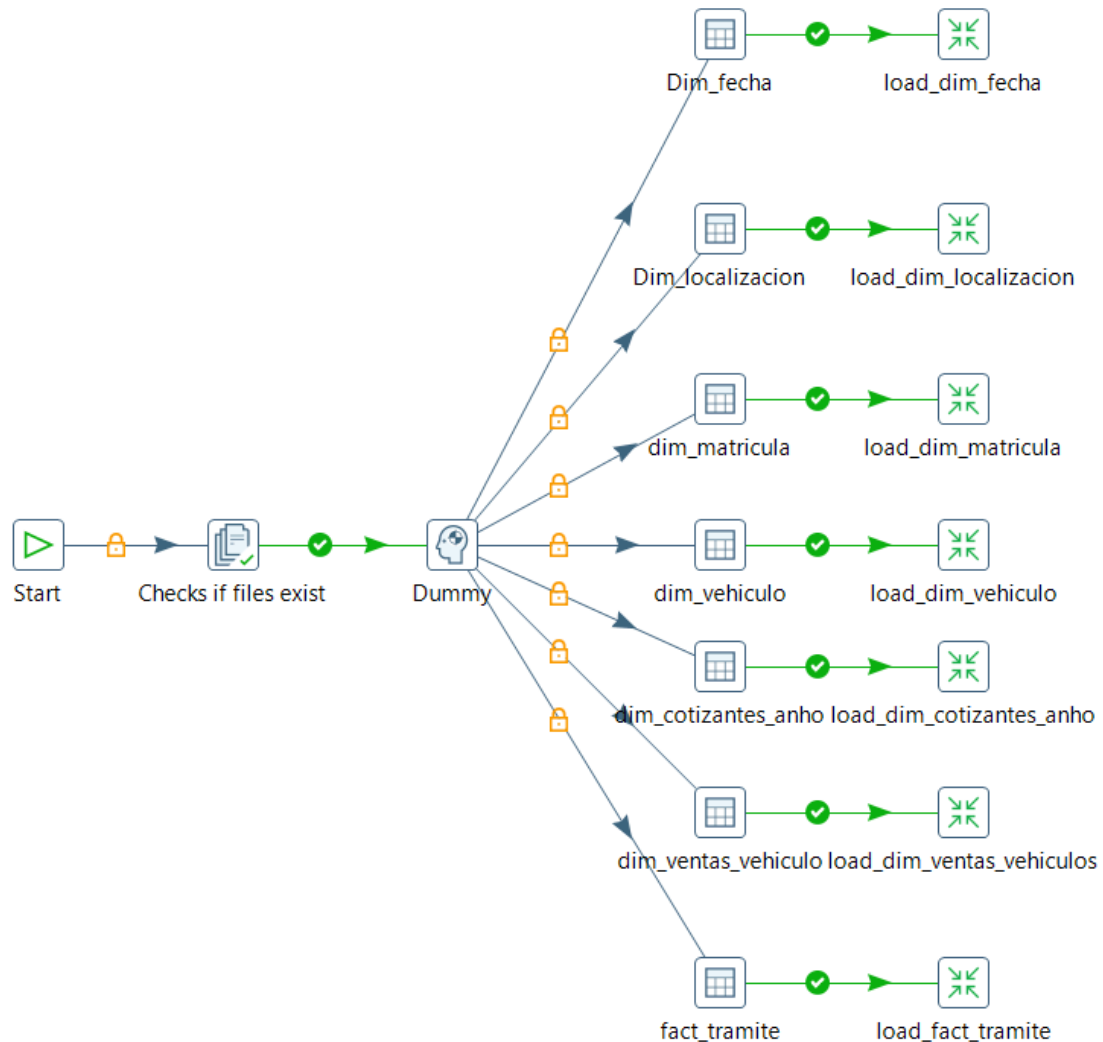 Dim_fecha
load_dim_fecha
Dim_localizacion
load_dim_localizacion
dim_matricula
load_dim_matricula
Start
Checks if files exist
Dummy
dim_vehiculo
load_dim_vehiculo
dim_cotizantes_anho
load_dim_cotizantes_anho
dim_ventas_vehiculo
load_dim_ventas_vehiculos
fact_tramite
load_fact_tramite